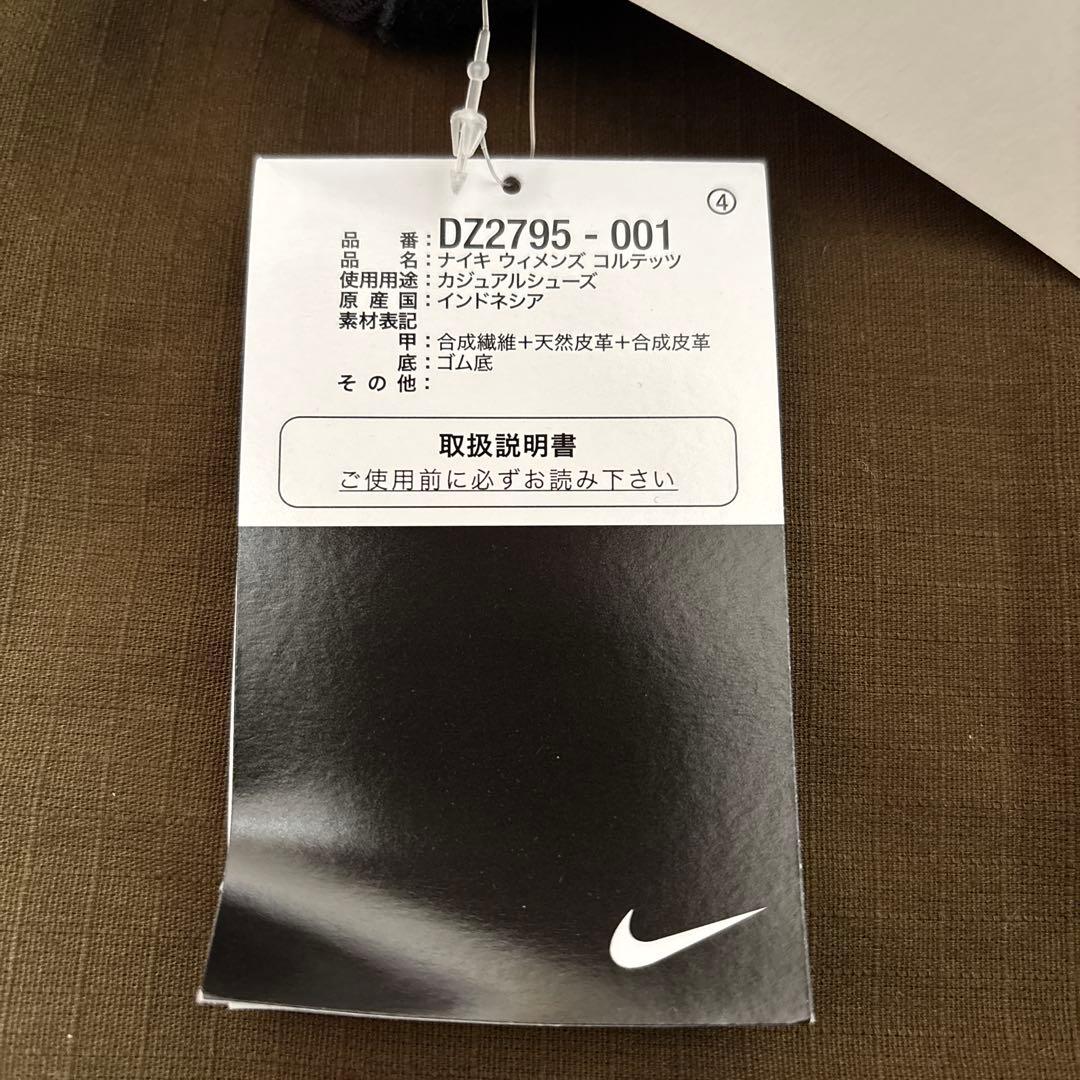 ④
品 番：DZ2795 - 001
品 名：ナイキ ウィメンズ コルテッツ
使用用途：カジュアルシューズ
原 産 国：インドネシア
素材表記
甲：合成繊維＋天然皮革＋合成皮革
底：ゴム底
そ の 他：
取扱説明書
ご使用前に必ずお読み下さい